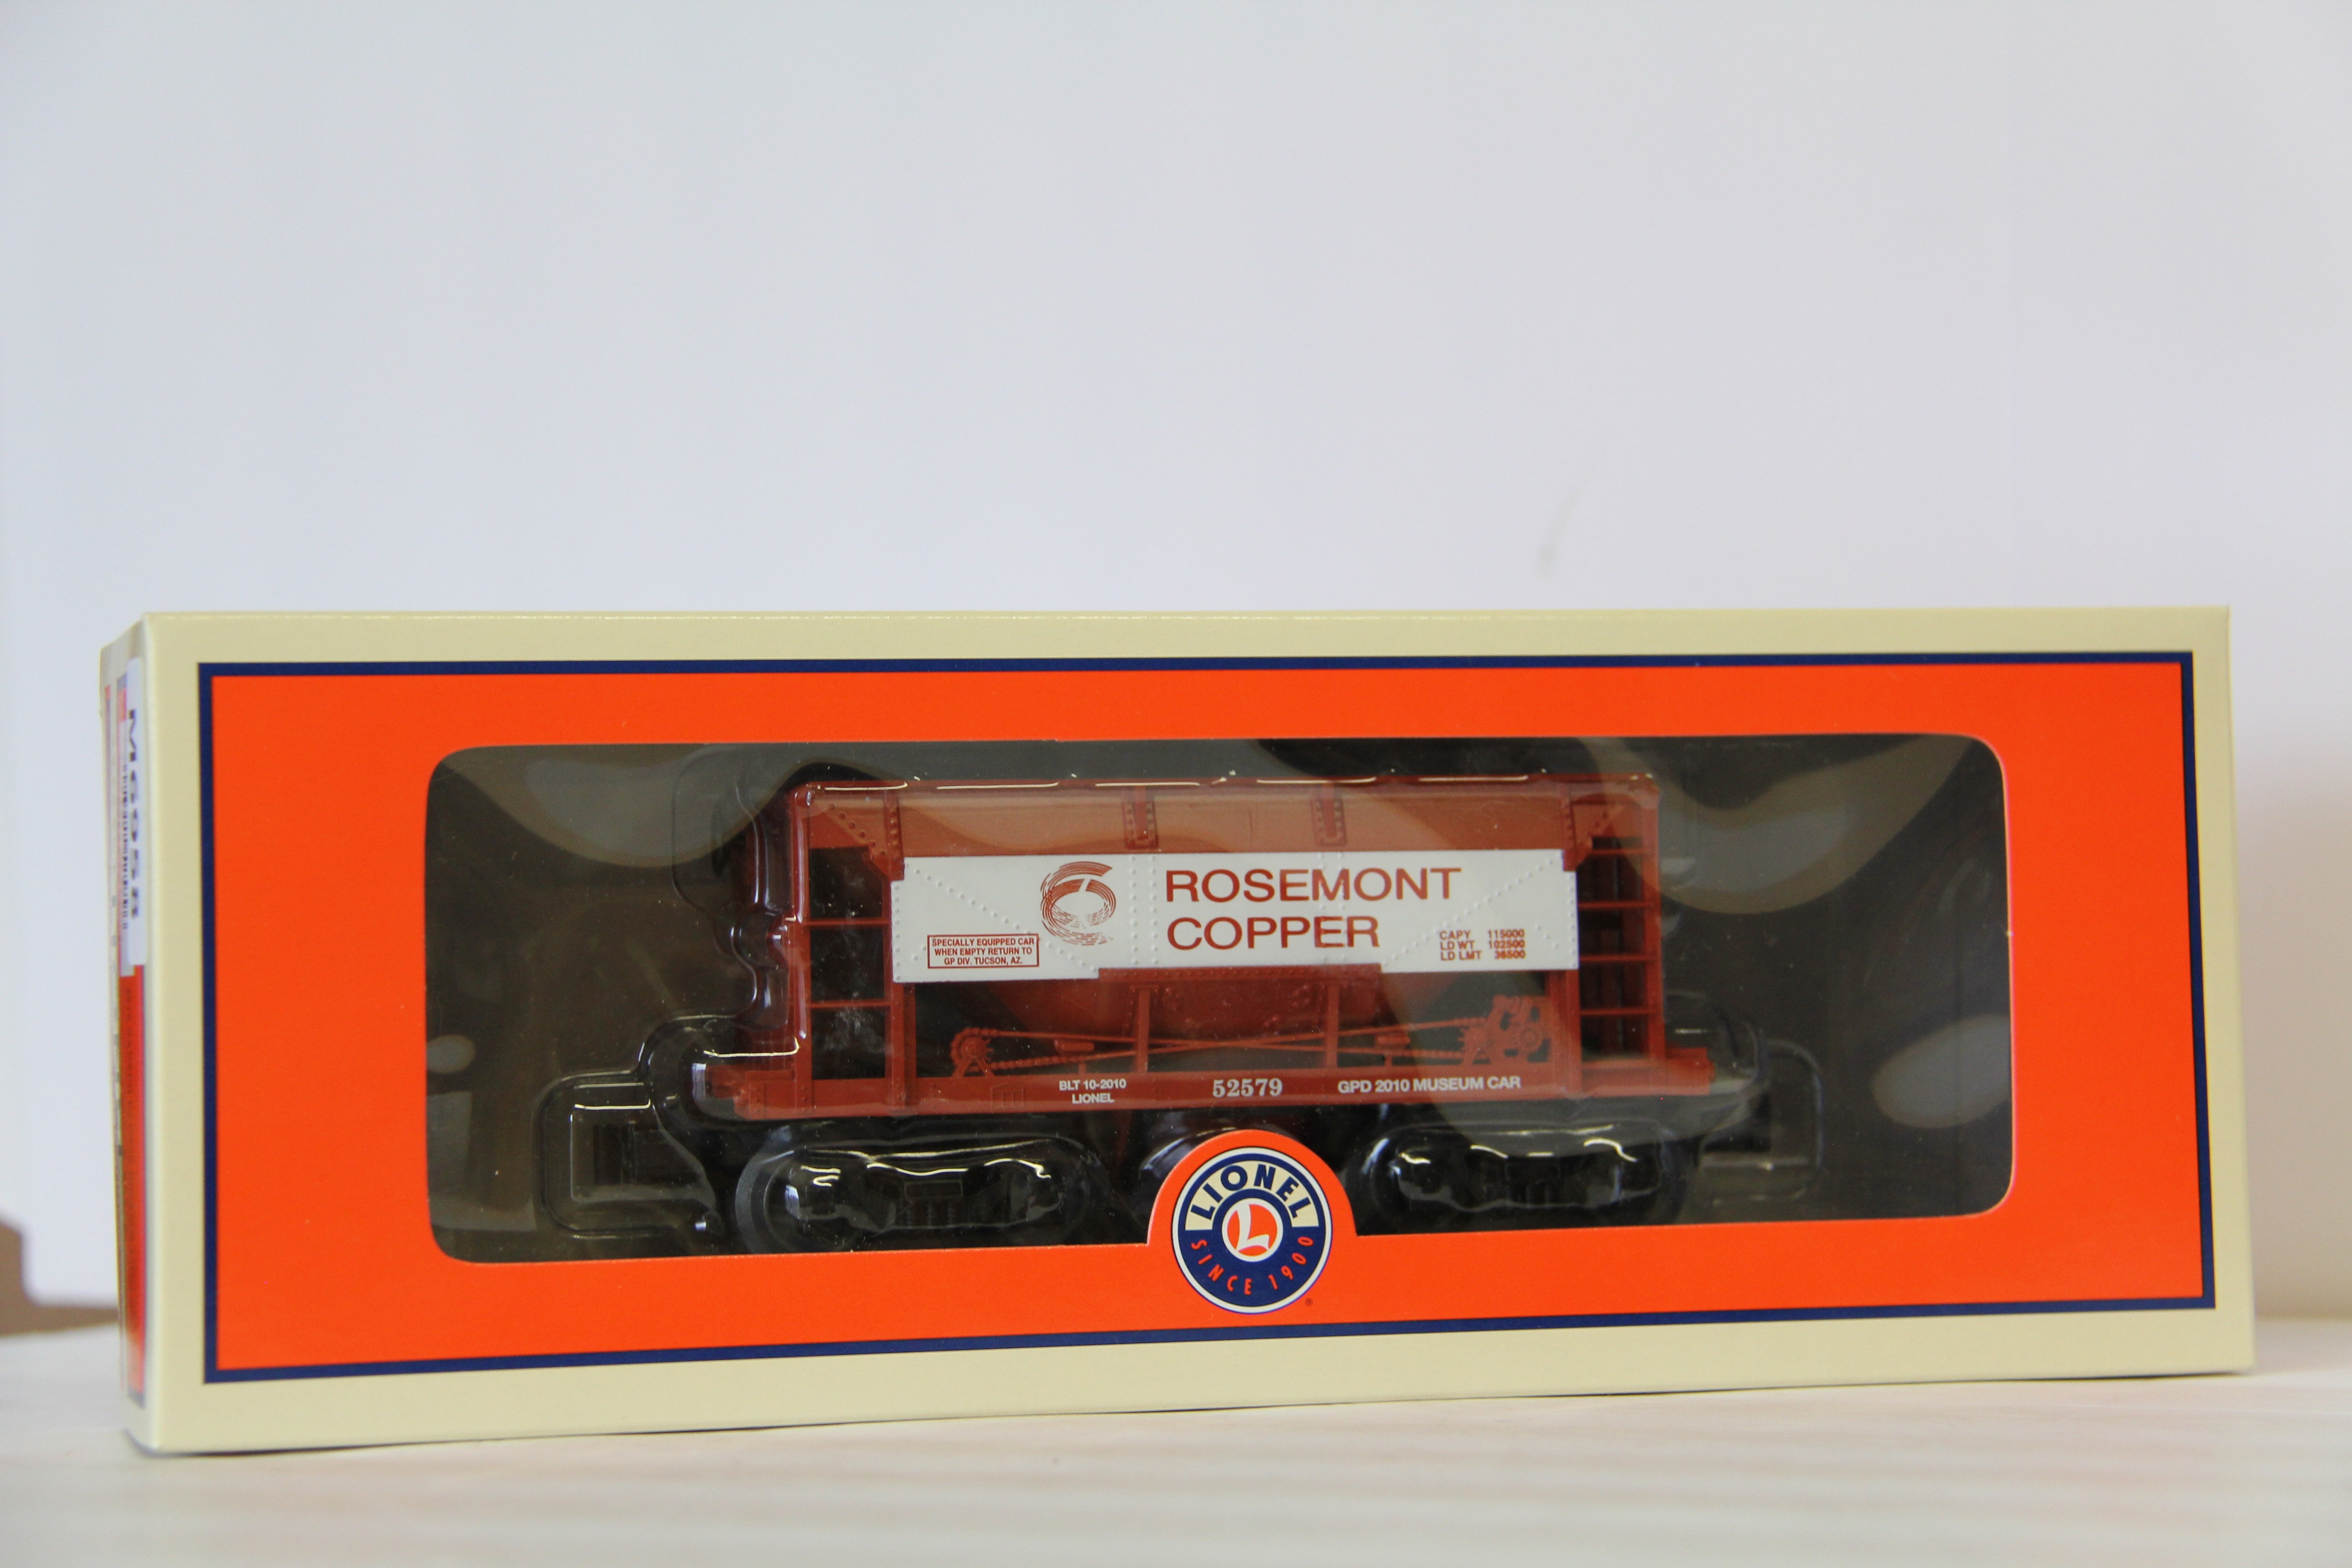 ROSEMONT
COPPER
SPECIALLY EQUIPPED CAR
WHEN EMPTY RETURN TO
GP DIV. TUCSON, AZ.
CAPY 115000
LD WT 102500
LD LMT 36500
BLT 10-2010
LIONEL
52579
GPD 2010 MUSEUM CAR
LIONEL
L
SINCE 1900